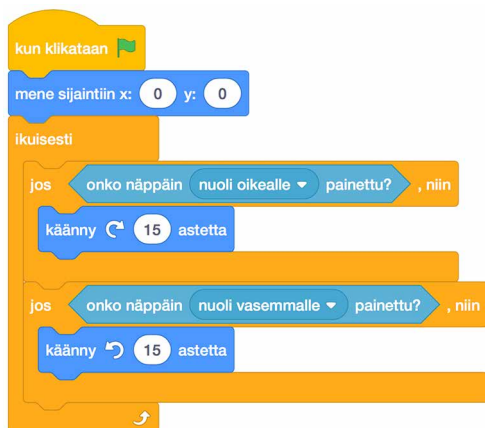 kun klikataan
mene sijaintiin x: 0 y: 0
ikuisesti
jos onko näppäin nuoli oikealle painettu? , niin
käänny 15 astetta
jos onko näppäin nuoli vasemmalle painettu? , niin
käänny 15 astetta